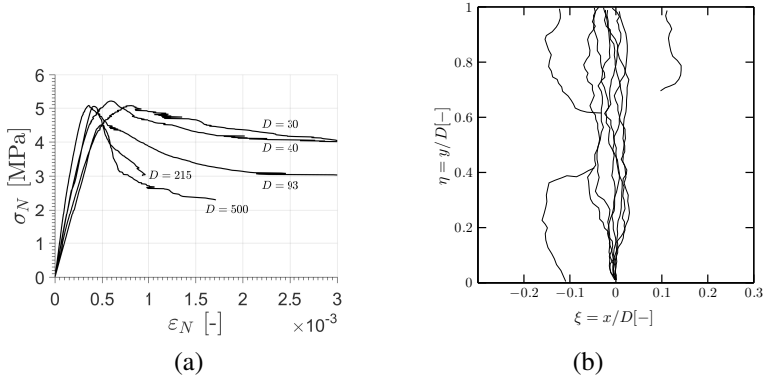 6
5
4
3
2
1
0
σ_N [MPa]
D = 30
D = 40
D = 93
D = 215
D = 500
0 0.5 1 1.5 2 2.5 3
×10⁻³
ε_N [-]
(a)
1
0.8
0.6
0.4
0.2
0
η = y/D[−]
−0.2 −0.1 0 0.1 0.2 0.3
ξ = x/D[−]
(b)